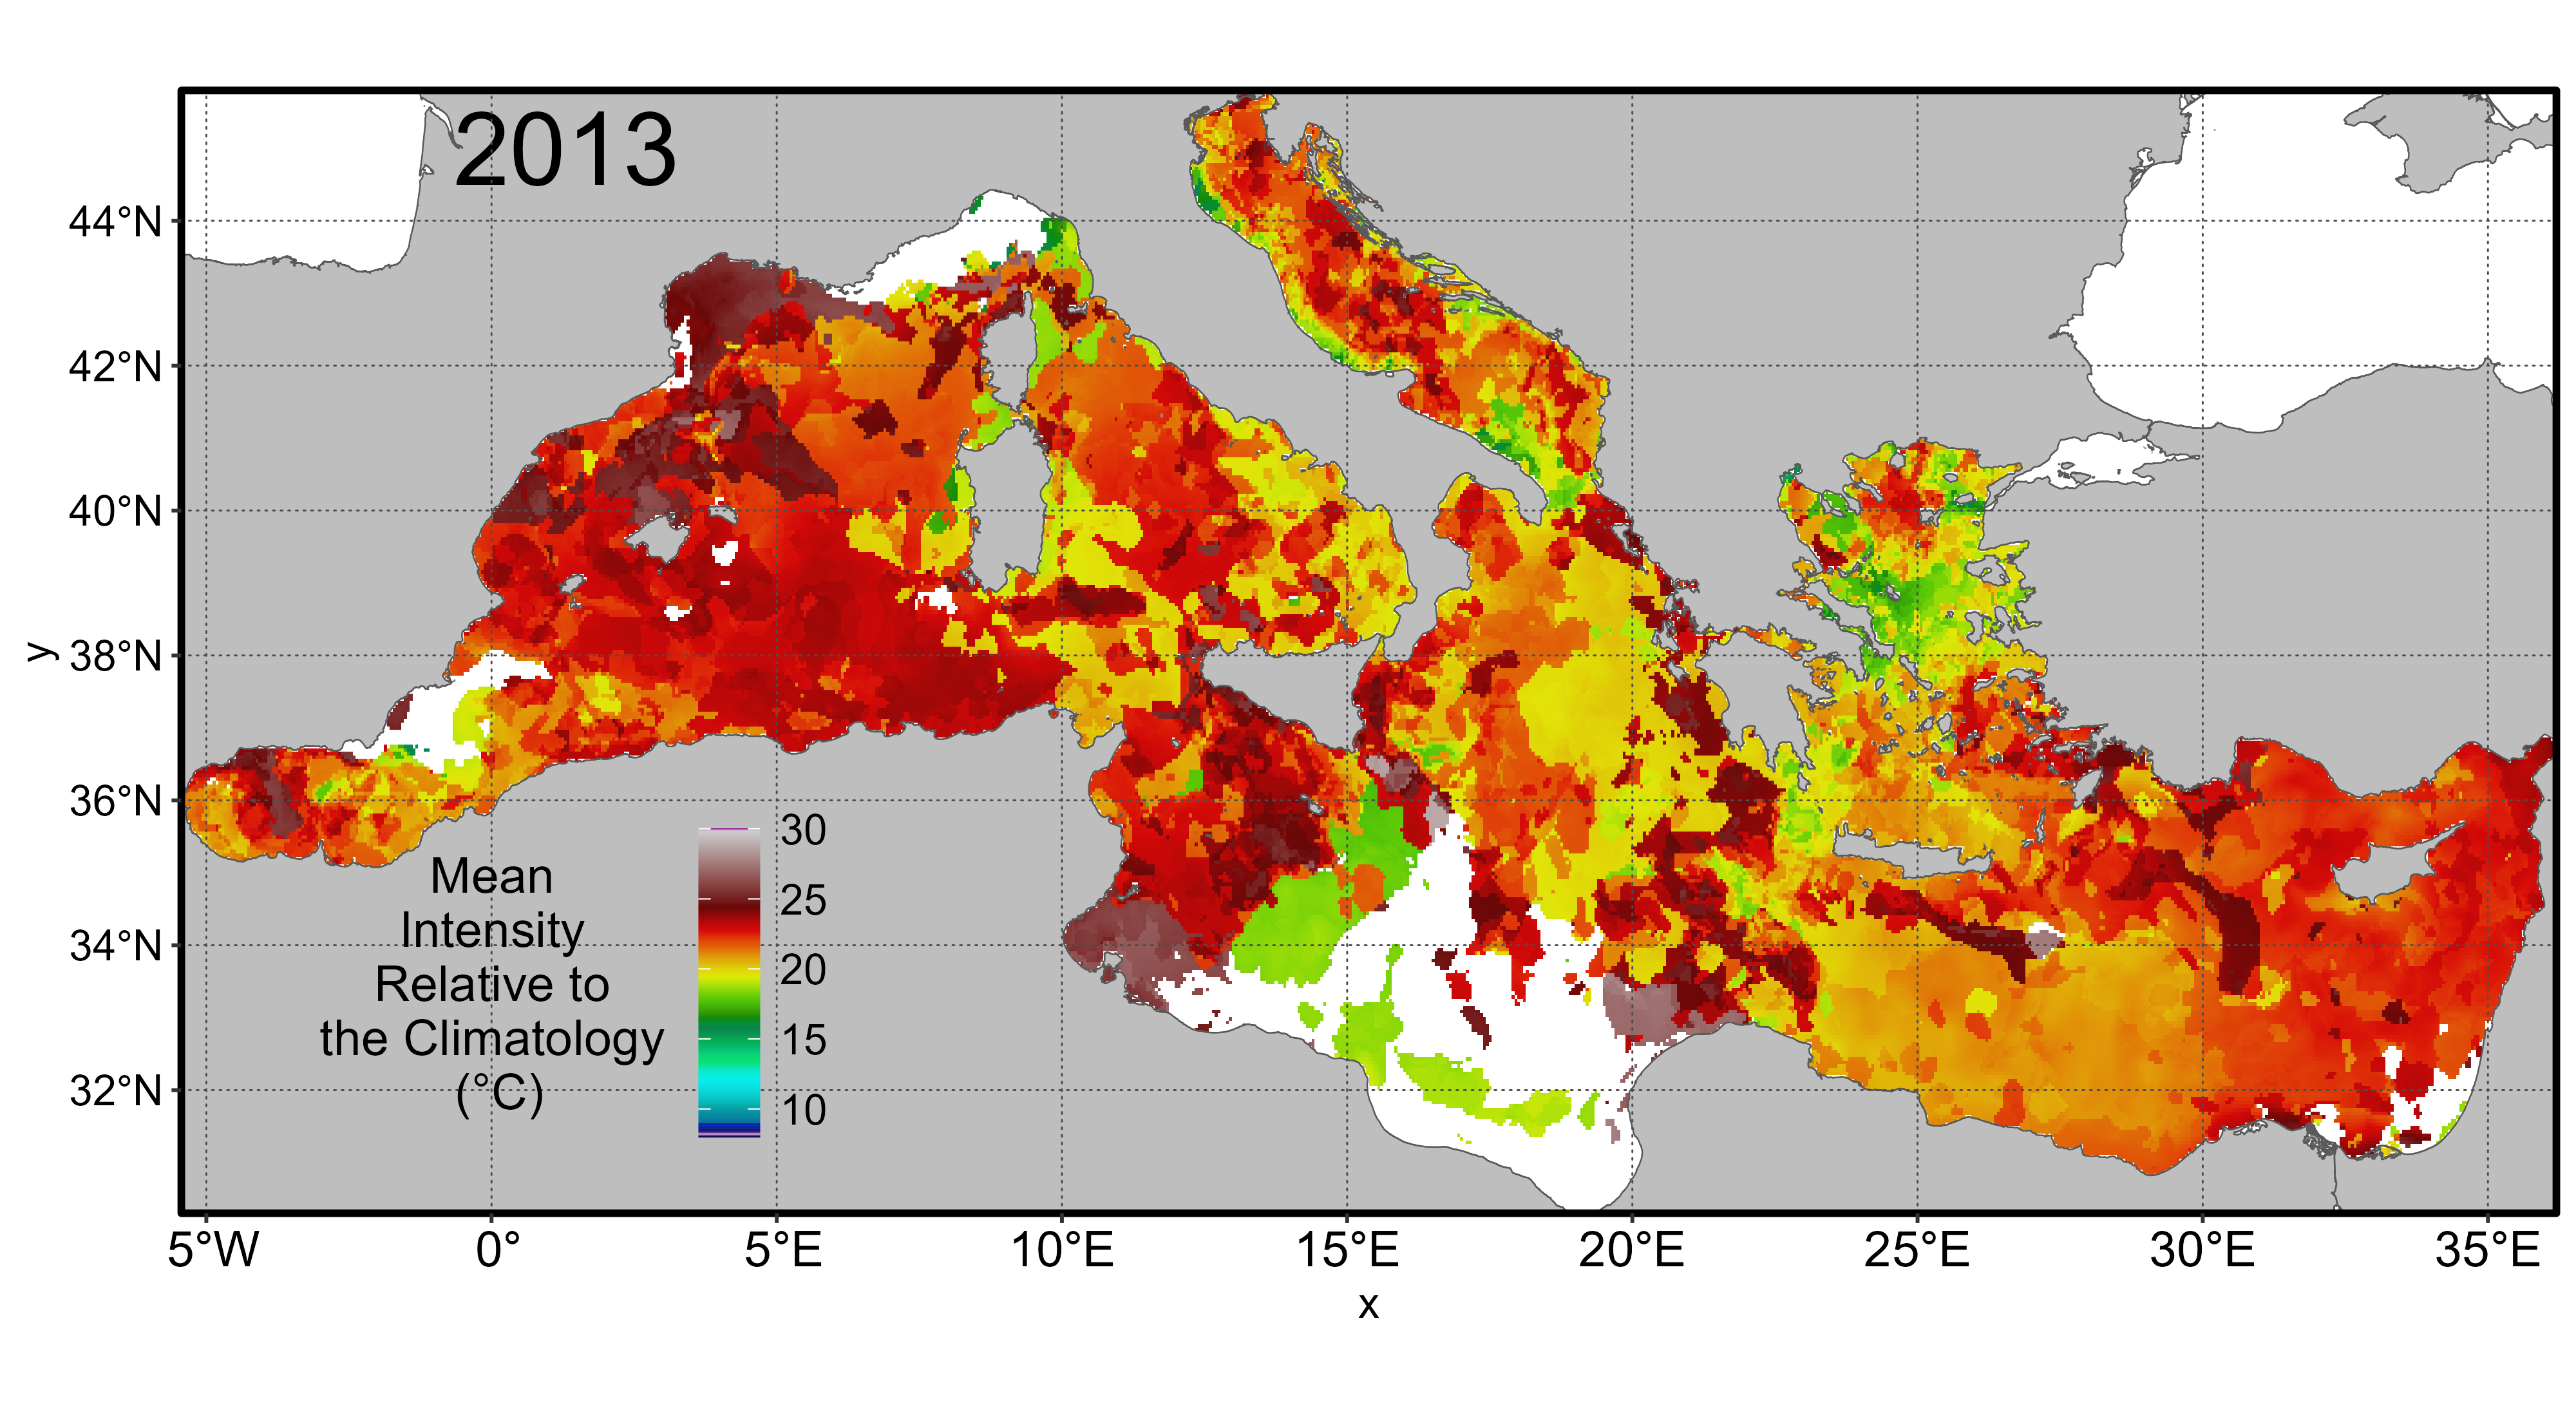 2013
44°N
42°N
40°N
38°N
36°N
34°N
32°N
y
Mean
Intensity
Relative to
the Climatology
(°C)
30
25
20
15
10
5°W 0° 5°E 10°E 15°E 20°E 25°E 30°E 35°E
x